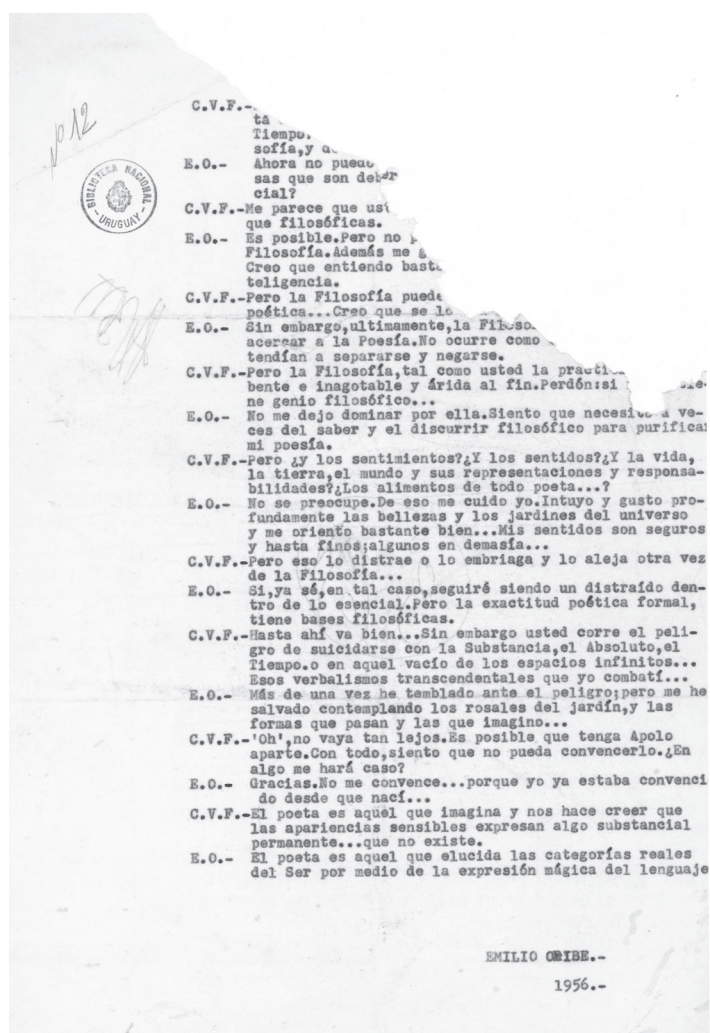 Nº 12
BIBLIOTECA NACIONAL
URUGUAY
C.V.F.-
tá
Tiempo.
sofía,y
E.O.- Ahora no puedo
sas que son deber
cial?
C.V.F.-Me parece que
que filosóficas.
E.O.- Es posible.Pero no
Filosofía.Además me
Creo que entiendo
teligencia.
C.V.F.-Pero la Filosofía
poética...Creo que se lo
E.O.- Sin embargo,ultimamente,la
acercar a la Poesía.No ocurre como
tendían a separarse y negarse.
C.V.F.-Pero la Filosofía,tal como usted la
bente e inagotable y árida al fin.Perdón:si
ne genio filosófico...
E.O.- No me dejo dominar por ella.Siento que necesito a ve-
ces del saber y el discurrir filosófico para purificar
mi poesía.
C.V.F.-Pero ¿y los sentimientos?¿Y los sentidos?¿Y la vida,
la tierra,el mundo y sus representaciones y responsa-
bilidades?¿Los alimentos de todo poeta...?
E.O.- No se preocupe.De eso me cuido yo.Intuyo y gusto pro-
fundamente las bellezas y los jardines del universo
y me oriento bastante bien...Mis sentidos son seguros
y hasta finos;algunos en demasía...
C.V.F.-Pero eso lo distrae o lo embriaga y lo aleja otra vez
de la Filosofía...
E.O.- Si,ya sé,en tal caso,seguiré siendo un distraído den-
tro de lo esencial.Pero la exactitud poética formal,
tiene bases filosóficas.
C.V.F.-Hasta ahí va bien...Sin embargo usted corre el peli-
gro de suicidarse con la Substancia,el Absoluto,el
Tiempo.o en aquel vacío de los espacios infinitos...
Esos verbalismos transcendentales que yo combatí...
E.O.- Más de una vez he temblado ante el peligro;pero me he
salvado contemplando los rosales del jardín,y las
formas que pasan y las que imagino...
C.V.F.-'Oh',no vaya tan lejos.Es posible que tenga Apolo
aparte.Con todo,siento que no pueda convencerlo.¿En
algo me hará caso?
E.O.- Gracias.No me convence...porque yo ya estaba convenci
do desde que nací...
C.V.F.-El poeta es aquel que imagina y nos hace creer que
las apariencias sensibles expresan algo substancial
permanente...que no existe.
E.O.- El poeta es aquel que elucida las categorías reales
del Ser por medio de la expresión mágica del lenguaje
EMILIO ORIBE.-
1956.-